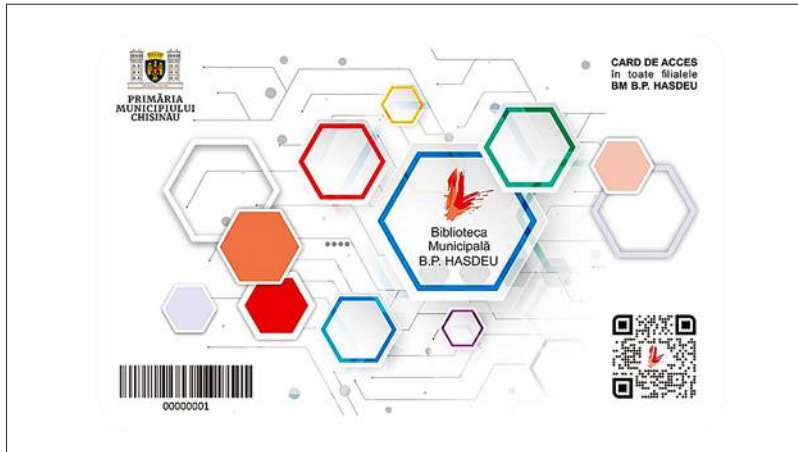 PRIMĂRIA
MUNICIPIULUI
CHIȘINĂU
CARD DE ACCES
în toate filialele
BM B.P. HASDEU
Biblioteca
Municipală
B.P. HASDEU
00000001